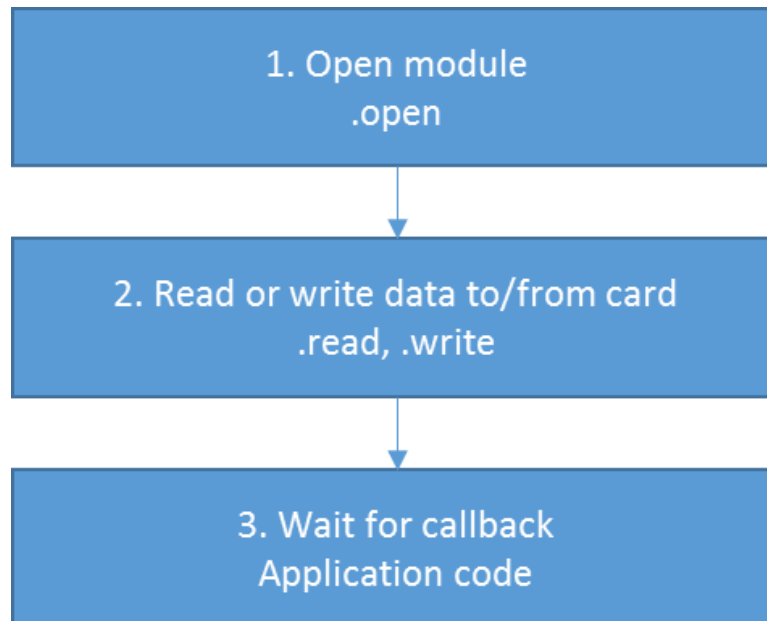 1. Open module
.open
2. Read or write data to/from card
.read, .write
3. Wait for callback
Application code